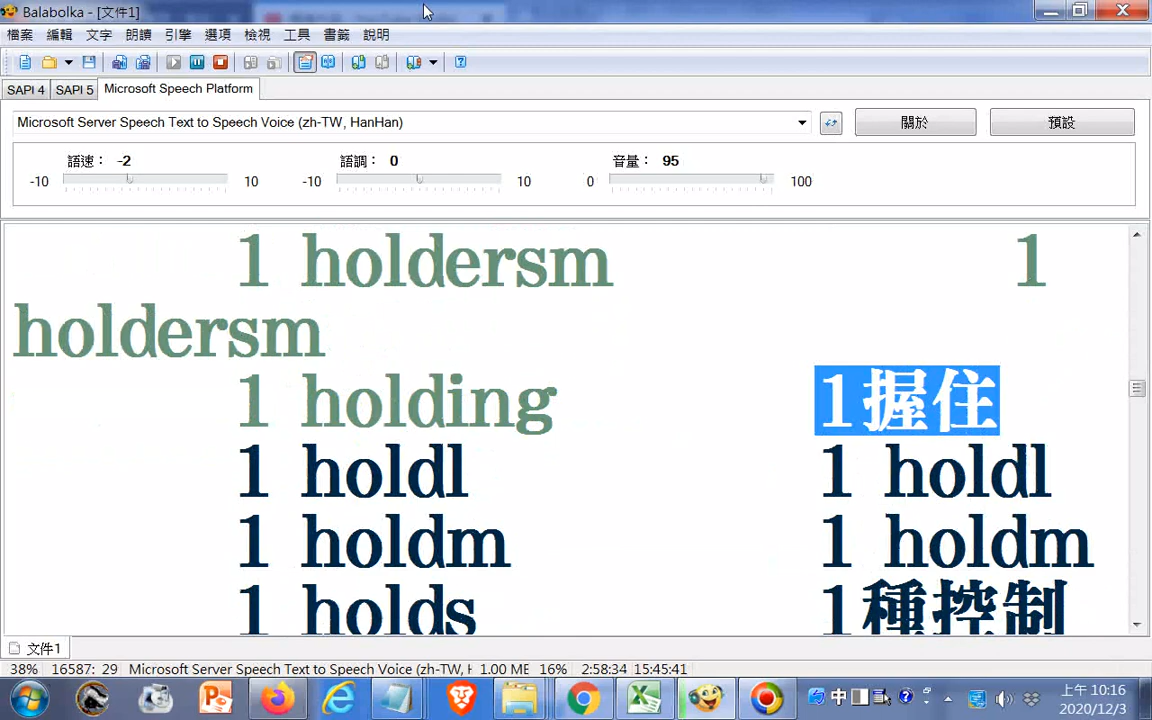 Balabolka - [文件1]
檔案 編輯 文字 朗讀 引擎 選項 檢視 工具 書籤 說明
SAPI 4 SAPI 5 Microsoft Speech Platform
Microsoft Server Speech Text to Speech Voice (zh-TW, HanHan) 關於 預設
語速： -2 語調： 0 音量： 95
-10 10 -10 10 0 100
1 holdersm 1
holdersm
1 holding 1握住
1 holdl 1 holdl
1 holdm 1 holdm
1 holds 1種控制
文件1
38% 16587: 29 Microsoft Server Speech Text to Speech Voice (zh-TW, 1.00 ME 16% 2:58:34 15:45:41
中 上午 10:16
2020/12/3